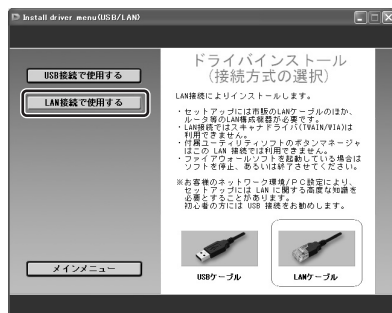 Install driver menu(USB/LAN)
USB接続で使用する
LAN接続で使用する
メインメニュー
ドライバインストール
(接続方式の選択)
LAN接続によりインストールします。
・セットアップには市販のLANケーブルのほか、
ルータ等のLAN構成機器が必要です。
・LAN接続ではスキャナドライバ(TWAIN/WIA)は
利用できません。
・付属ユーティリティソフトのボタンマネージャ
はこの LAN 接続では利用できません。
・ファイアウォールソフトを起動している場合は
ソフトを停止、あるいは終了させてください。
※お客様のネットワーク環境/PC設定により、
セットアップには LAN に関する高度な知識を
必要とすることがあります。
初心者の方には USB 接続をお勧めします。
USBケーブル
LANケーブル